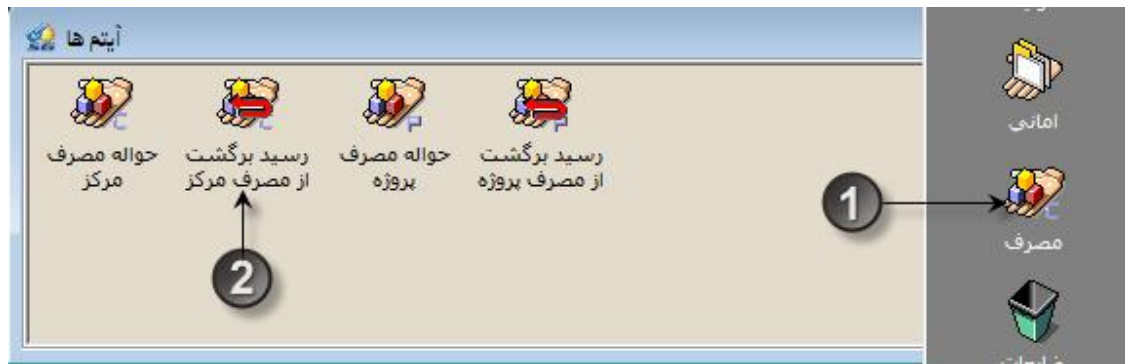 آیتم ها
حواله مصرف
مرکز
رسید برگشت
از مصرف مرکز
حواله مصرف
پروژه
رسید برگشت
از مصرف پروژه
2
امانی
1
مصرف